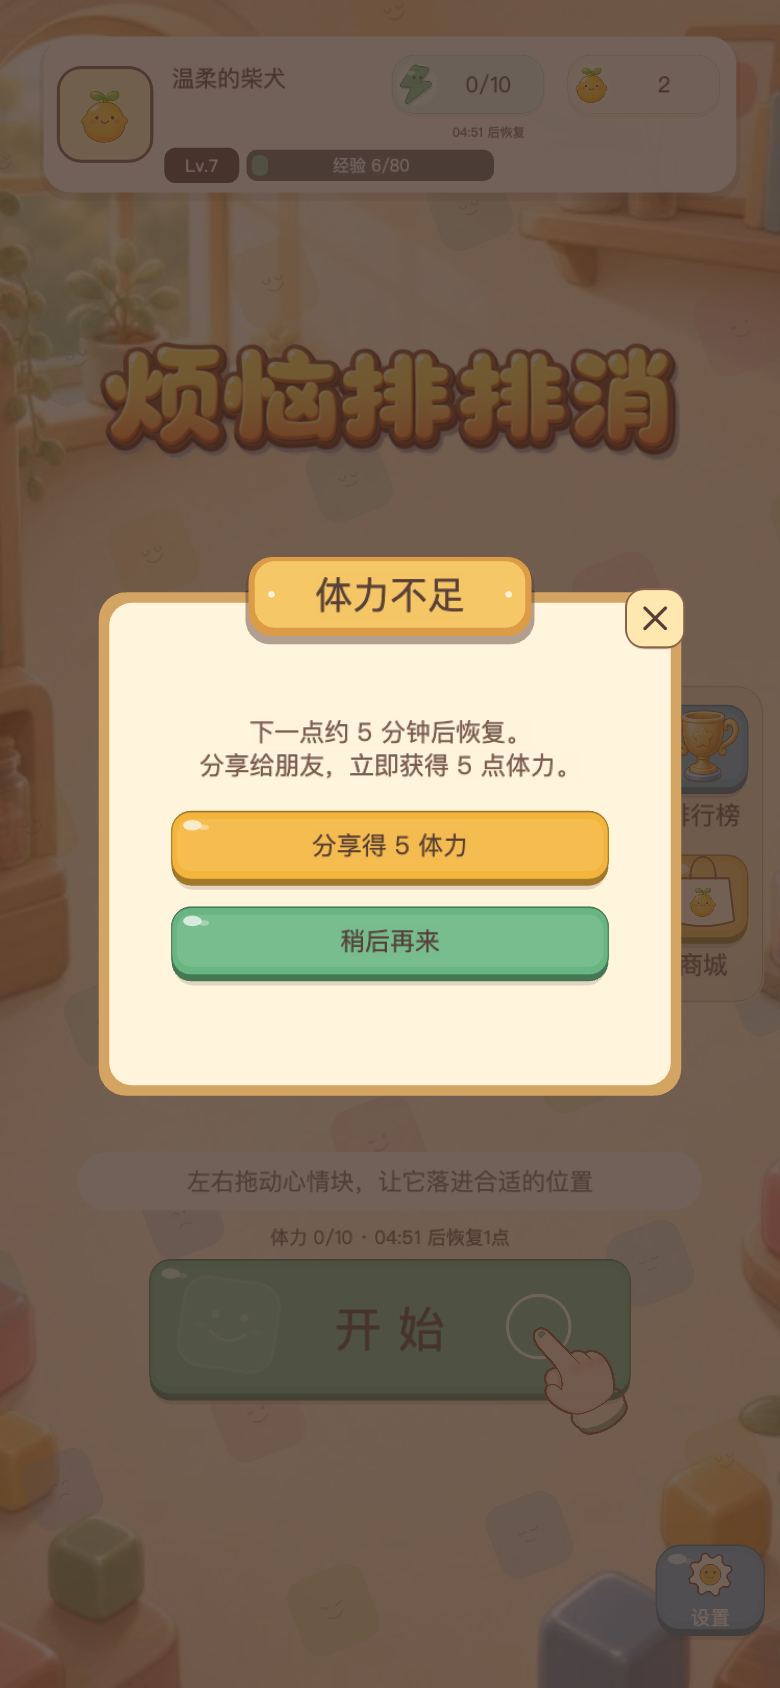 温柔的柴犬
0/10
2
04:51 后恢复
Lv.7
经验 6/80
烦恼排排消
体力不足
下一点约 5 分钟后恢复。
分享给朋友，立即获得 5 点体力。
分享得 5 体力
稍后再来
排行榜
商城
左右拖动心情块，让它落进合适的位置
体力 0/10 · 04:51 后恢复1点
开始
设置